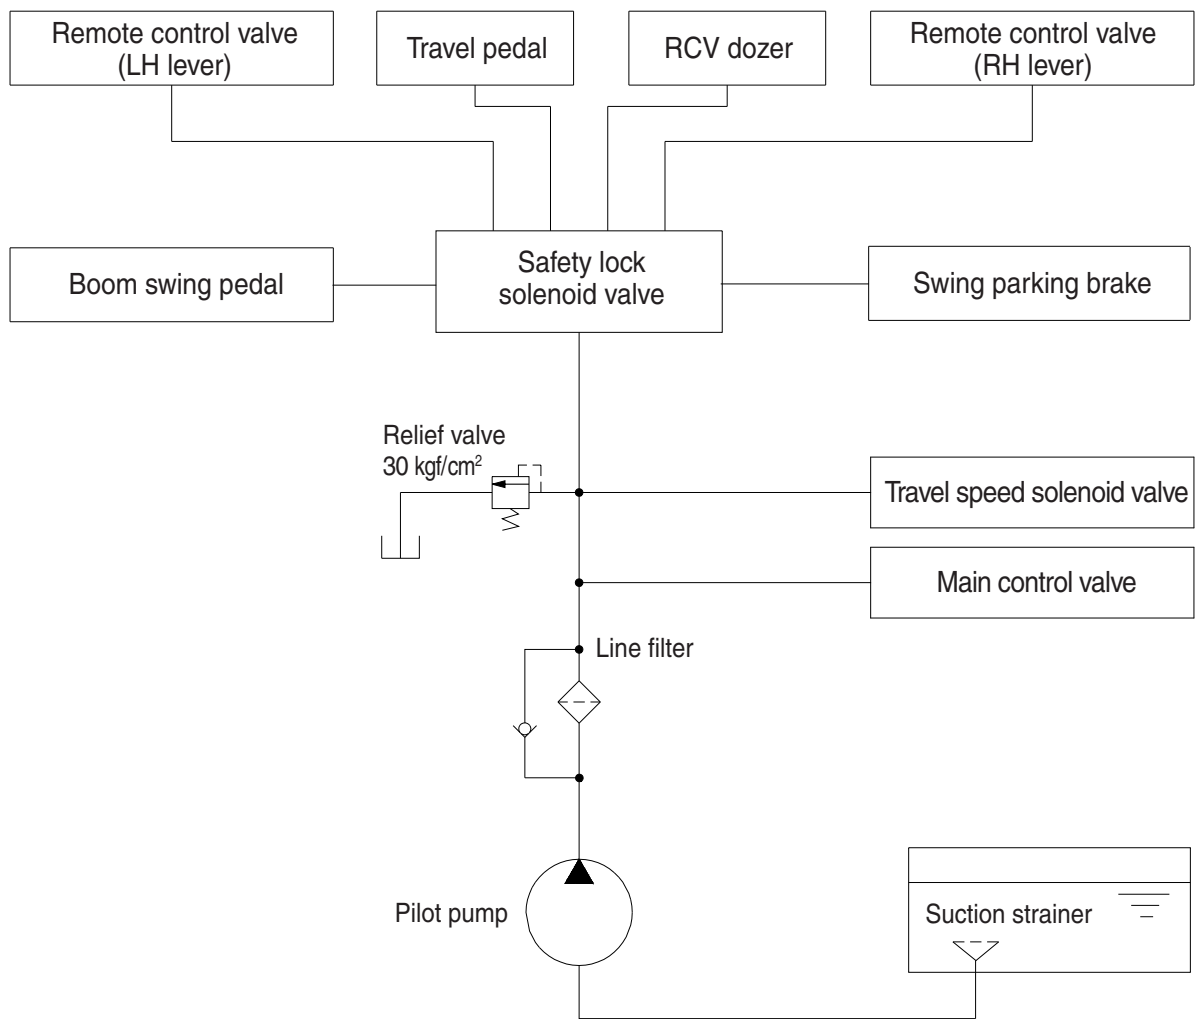 Remote control valve
(LH lever)
Travel pedal
RCV dozer
Remote control valve
(RH lever)
Boom swing pedal
Safety lock
solenoid valve
Swing parking brake
Relief valve
30 kgf/cm²
Travel speed solenoid valve
Main control valve
Line filter
Pilot pump
Suction strainer